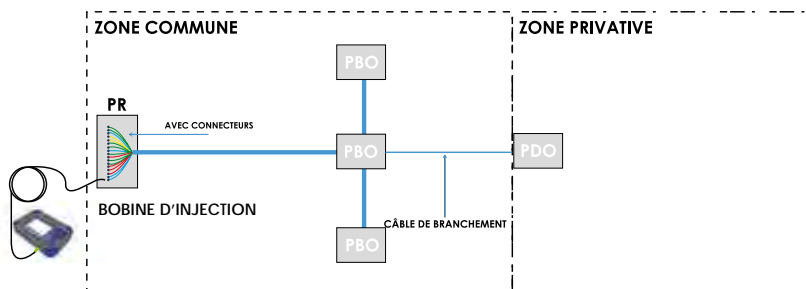 ZONE COMMUNE
ZONE PRIVATIVE
PBO
PR
AVEC CONNECTEURS
PBO
PDO
BOBINE D'INJECTION
CÂBLE DE BRANCHEMENT
PBO